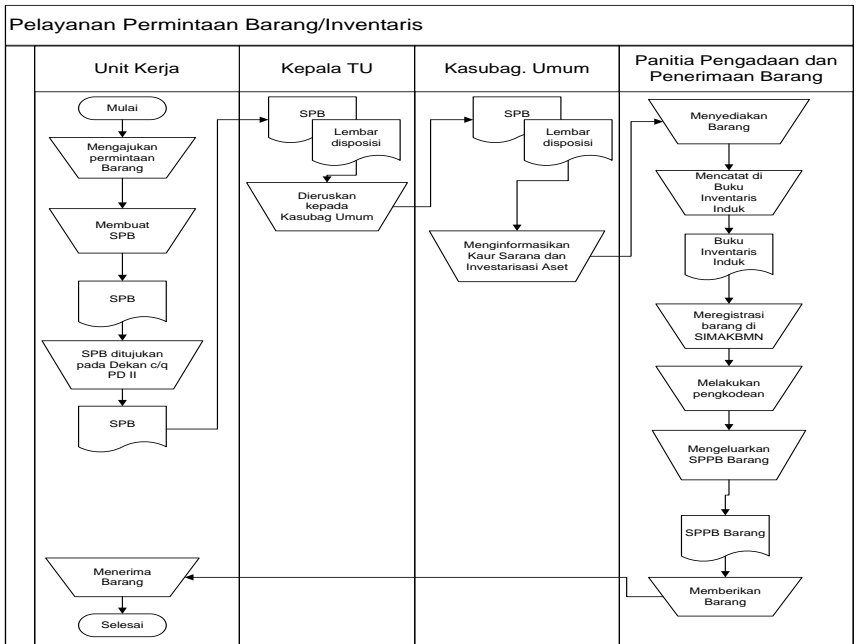 Pelayanan Permintaan Barang/Inventaris
Unit Kerja
Kepala TU
Kasubag. Umum
Panitia Pengadaan dan
Penerimaan Barang
Mulai
Mengajukan
permintaan
Barang
Membuat
SPB
SPB
SPB ditujukan
pada Dekan c/q
PD II
SPB
Menerima
Barang
Selesai
SPB
Lembar
disposisi
Dieruskan
kepada
Kasubag Umum
SPB
Lembar
disposisi
Menginformasikan
Kaur Sarana dan
Investarisasi Aset
Menyediakan
Barang
Mencatat di
Buku
Inventaris
Induk
Buku
Inventaris
Induk
Meregistrasi
barang di
SIMAKBMN
Melakukan
pengkodean
Mengeluarkan
SPPB Barang
SPPB Barang
Memberikan
Barang